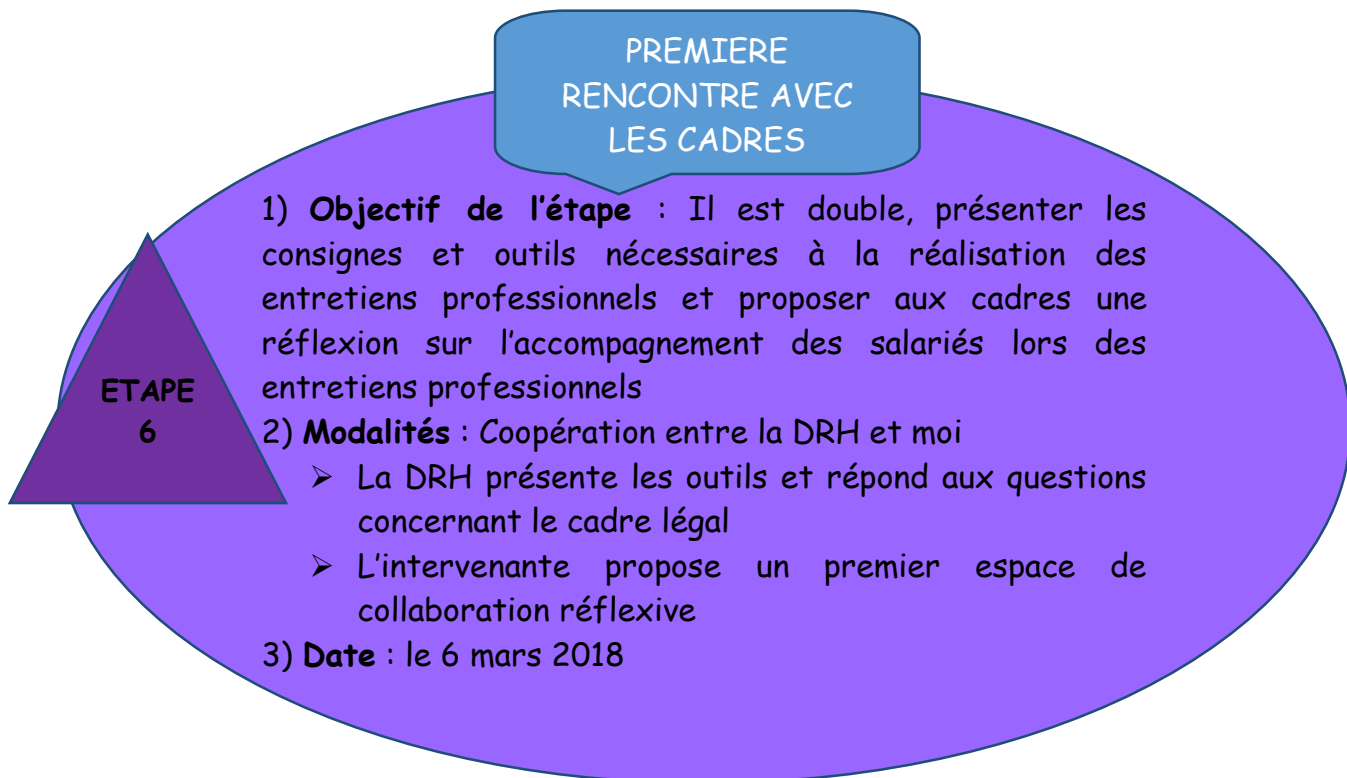 PREMIERE
RENCONTRE AVEC
LES CADRES
1) Objectif de l'étape : Il est double, présenter les
consignes et outils nécessaires à la réalisation des
entretiens professionnels et proposer aux cadres une
réflexion sur l'accompagnement des salariés lors des
entretiens professionnels
ETAPE
6
2) Modalités : Coopération entre la DRH et moi
➢ La DRH présente les outils et répond aux questions
concernant le cadre légal
➢ L'intervenante propose un premier espace de
collaboration réflexive
3) Date : le 6 mars 2018